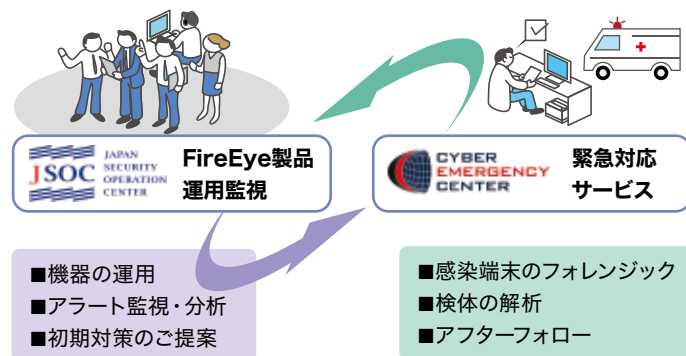 JSOC
JAPAN
SECURITY
OPERATION
CENTER
FireEye製品
運用監視
CYBER
EMERGENCY
CENTER
緊急対応
サービス
■機器の運用
■アラート監視・分析
■初期対策のご提案
■感染端末のフォレンジック
■検体の解析
■アフターフォロー